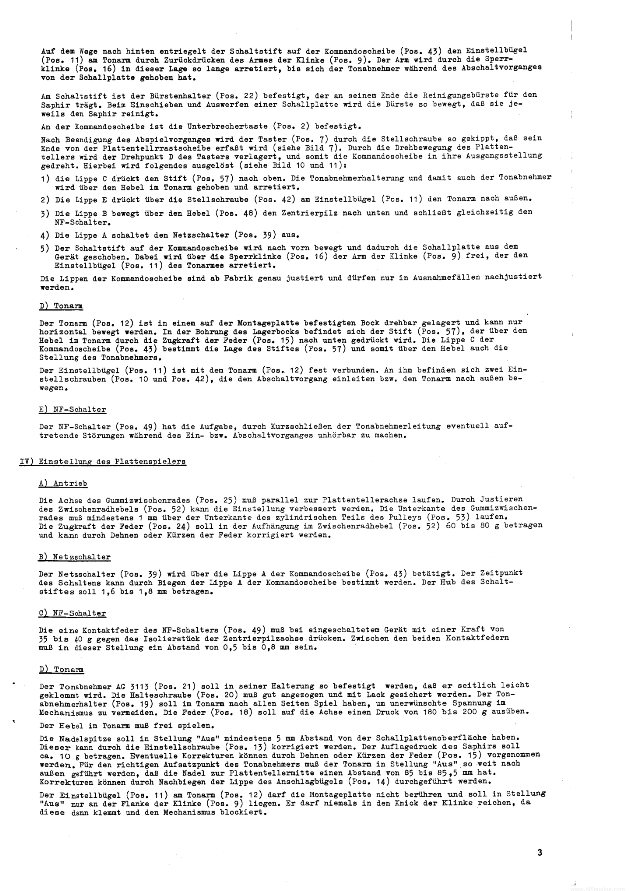 Auf dem Wege nach hinten entriegelt der Schaltstift auf der Kommandoscheibe (Pos. 43) den Einstellbügel
(Pos. 11) am Tonarm durch Zurückdrücken des Armes der Klinke (Pos. 9). Der Arm wird durch die Sperr-
klinke (Pos. 16) in dieser Lage so lange arretiert, bis sich der Tonabnehmer während des Abschaltvorganges
von der Schallplatte gehoben hat.
Am Schaltstift ist der Bürstenhalter (Pos. 22) befestigt, der an seinem Ende die Reinigungsbürste für den
Saphir trägt. Beim Einschieben und Auswerfen einer Schallplatte wird die Bürste so bewegt, daß sie je-
weils den Saphir reinigt.
An der Kommandoscheibe ist die Unterbrechertaste (Pos. 2) befestigt.
Nach Beendigung des Abspielvorganges wird der Taster (Pos. 7) durch die Stellschraube so gekippt, daß sein
Ende von der Plattentellerrastscheibe erfaßt wird (siehe Bild 7). Durch die Drehbewegung des Platten-
tellers wird der Drehpunkt D des Tasters verlagert, und somit die Kommandoscheibe in ihre Ausgangsstellung
gedreht. Hierbei wird folgendes ausgelöst (siehe Bild 10 und 11):
1) die Lippe C drückt den Stift (Pos. 57) nach oben. Die Tonabnehmerhalterung und damit auch der Tonabnehmer
wird über den Hebel im Tonarm gehoben und arretiert.
2) Die Lippe E drückt über die Stellschraube (Pos. 42) am Einstellbügel (Pos. 11) den Tonarm nach außen.
3) Die Lippe B bewegt über den Hebel (Pos. 48) den Zentrierpilz nach unten und schließt gleichzeitig den
NF-Schalter.
4) Die Lippe A schaltet den Netzschalter (Pos. 39) aus.
5) Der Schaltstift auf der Kommandoscheibe wird nach vorn bewegt und dadurch die Schallplatte aus dem
Gerät geschoben. Dabei wird über die Sperrklinke (Pos. 16) der Arm der Klinke (Pos. 9) frei, der den
Einstellbügel (Pos. 11) des Tonarmes arretiert.
Die Lippen der Kommandoscheibe sind ab Fabrik genau justiert und dürfen nur in Ausnahmefällen nachjustiert
werden.
D) Tonarm
Der Tonarm (Pos. 12) ist in einem auf der Montageplatte befestigten Bock drehbar gelagert und kann nur
horizontal bewegt werden. In der Bohrung des Lagerbocks befindet sich der Stift (Pos. 57), der über den
Hebel im Tonarm durch die Zugkraft der Feder (Pos. 15) nach unten gedrückt wird. Die Lippe C der
Kommandoscheibe (Pos. 43) bestimmt die Lage des Stiftes (Pos. 57) und somit über den Hebel auch die
Stellung des Tonabnehmers.
Der Einstellbügel (Pos. 11) ist mit dem Tonarm (Pos. 12) fest verbunden. An ihm befinden sich zwei Ein-
stellschrauben (Pos. 10 und Pos. 42), die den Abschaltvorgang einleiten bzw. den Tonarm nach außen be-
wegen.
E) NF-Schalter
Der NF-Schalter (Pos. 49) hat die Aufgabe, durch Kurzschließen der Tonabnehmerleitung eventuell auf-
tretende Störungen während des Ein- bzw. Abschaltvorganges unhörbar zu machen.
IV) Einstellung des Plattenspielers
A) Antrieb
Die Achse des Gummizwischenrades (Pos. 25) muß parallel zur Plattentellerachse laufen. Durch Justieren
des Zwischenradhebels (Pos. 52) kann die Einstellung verbessert werden. Die Unterkante des Gummizwischen-
rades muß mindestens 1 mm über der Unterkante des zylindrischen Teils des Pulleys (Pos. 53) laufen.
Die Zugkraft der Feder (Pos. 24) soll in der Aufhängung im Zwischenradhebel (Pos. 52) 60 bis 80 g betragen
und kann durch Dehnen oder Kürzen der Feder korrigiert werden.
B) Netzschalter
Der Netzschalter (Pos. 39) wird über die Lippe A der Kommandoscheibe (Pos. 43) betätigt. Der Zeitpunkt
des Schaltens kann durch Biegen der Lippe A der Kommandoscheibe bestimmt werden. Der Hub des Schalt-
stiftes soll 1,6 bis 1,8 mm betragen.
C) NF-Schalter
Die eine Kontaktfeder des NF-Schalters (Pos. 49) muß bei eingeschaltetem Gerät mit einer Kraft von
35 bis 40 g gegen das Isolierstück der Zentrierpilzachse drücken. Zwischen den beiden Kontaktfedern
muß in dieser Stellung ein Abstand von 0,5 bis 0,8 mm sein.
D) Tonarm
Der Tonabnehmer AG 3113 (Pos. 21) soll in seiner Halterung so befestigt werden, daß er seitlich leicht
geklemmt wird. Die Halteschraube (Pos. 20) muß gut angezogen und mit Lack gesichert werden. Der Ton-
abnehmerhalter (Pos. 19) soll im Tonarm nach allen Seiten Spiel haben, um unerwünschte Spannung im
Mechanismus zu vermeiden. Die Feder (Pos. 18) soll auf die Achse einen Druck von 180 bis 200 g ausüben.
Der Hebel im Tonarm muß frei spielen.
Die Nadelspitze soll in Stellung "Aus" mindestens 5 mm Abstand von der Schallplattenoberfläche haben.
Dieser kann durch die Einstellschraube (Pos. 13) korrigiert werden. Der Auflagedruck des Saphirs soll
ca. 10 g betragen. Eventuelle Korrekturen können durch Dehnen oder Kürzen der Feder (Pos. 15) vorgenommen
werden. Für den richtigen Aufsatzpunkt des Tonabnehmers muß der Tonarm in Stellung "Aus" so weit nach
außen geführt werden, daß die Nadel zur Plattentellermitte einen Abstand von 85 bis 85,5 mm hat.
Korrekturen können durch Nachbiegen der Lippe des Anschlagbügels (Pos. 14) durchgeführt werden.
Der Einstellbügel (Pos. 11) am Tonarm (Pos. 12) darf die Montageplatte nicht berühren und soll in Stellung
"Aus" nur an der Flanke der Klinke (Pos. 9) liegen. Er darf niemals in den Knick der Klinke reichen, da
diese dann klemmt und den Mechanismus blockiert.
3